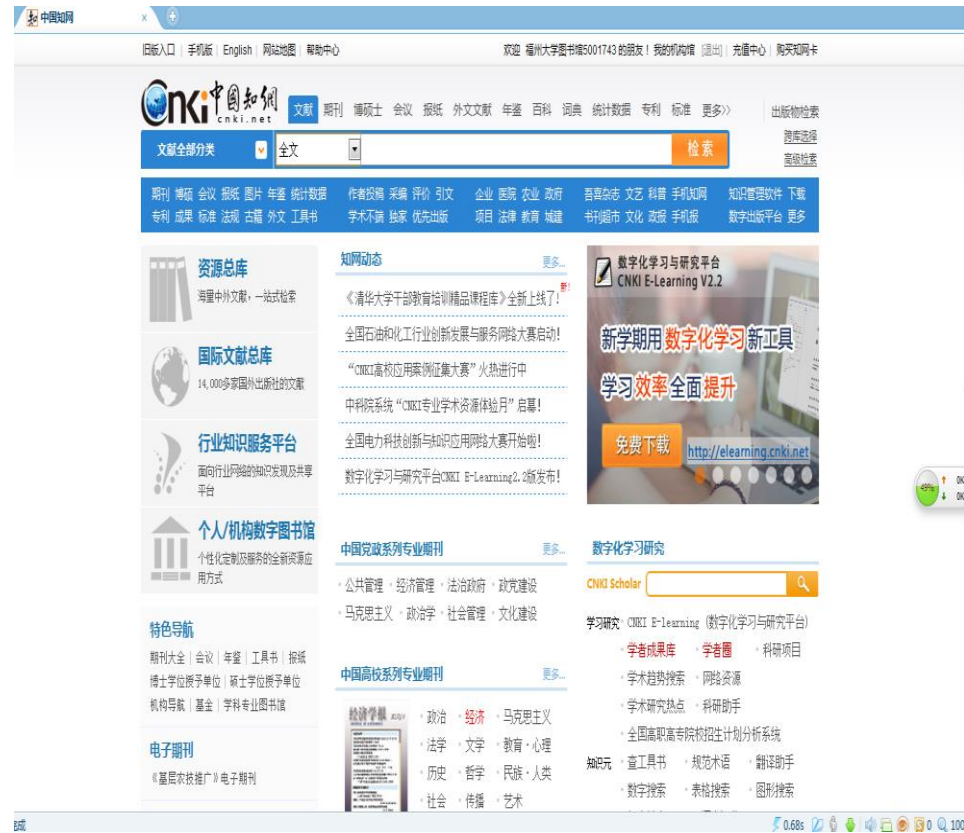 中国知网
旧版入口 | 手机版 | English | 网站地图 | 帮助中心
欢迎 福州大学图书馆5001743 的朋友！ 我的机构馆 [退出] | 充值中心 | 购买知网卡
Cnki 中国知網
cnki.net
文献 期刊 博硕士 会议 报纸 外文文献 年鉴 百科 词典 统计数据 专利 标准 更多>>
出版物检索
文献全部分类 全文 检索
跨库选择
高级检索
期刊 博硕 会议 报纸 图片 年鉴 统计数据
专利 成果 标准 法规 古籍 外文 工具书
作者投稿 采编 评价 引文
学术不端 独家 优先出版
企业 医院 农业 政府
项目 法律 教育 城建
吾喜杂志 文艺 科普 手机知网
书刊超市 文化 政报 手机报
知识管理软件 下载
数字出版平台 更多
资源总库
海量中外文献，一站式检索
国际文献总库
14,000多家国外出版社的文献
行业知识服务平台
面向行业网络的知识发现及共享
平台
个人/机构数字图书馆
个性化定制及服务的全新资源应
用方式
特色导航
期刊大全 | 会议 | 年鉴 | 工具书 | 报纸
博士学位授予单位 | 硕士学位授予单位
机构导航 | 基金 | 学科专业图书馆
电子期刊
《基层农技推广》电子期刊
知网动态 更多...
《清华大学干部教育培训精品课程库》全新上线了! 新!
全国石油和化工行业创新发展与服务网络大赛启动!
“CNKI高校应用案例征集大赛”火热进行中
中科院系统“CNKI专业学术资源体验月”启幕!
全国电力科技创新与知识应用网络大赛开始啦!
数字化学习与研究平台CNKI E-Learning2.2版发布!
中国党政系列专业期刊 更多...
·公共管理 ·经济管理 ·法治政府 ·政党建设
·马克思主义 ·政治学 ·社会管理 ·文化建设
中国高校系列专业期刊 更多...
经济学报
·政治 ·经济 ·马克思主义
·法学 ·文学 ·教育·心理
·历史 ·哲学 ·民族·人类
·社会 ·传播 ·艺术
数字化学习与研究平台
CNKI E-Learning V2.2
新学期用数字化学习新工具
学习效率全面提升
免费下载 http://elearning.cnki.net
数字化学习研究
CNKI Scholar
学习研究·CNKI E-learning (数字化学习与研究平台)
·学者成果库 ·学者圈 ·科研项目
·学术趋势搜索 ·网络资源
·学术研究热点 ·科研助手
·全国高职高专院校招生计划分析系统
知识元 ·查工具书 ·规范术语 ·翻译助手
·数字搜索 ·表格搜索 ·图形搜索
49%
0K
0K
完成
0.68s
0
100